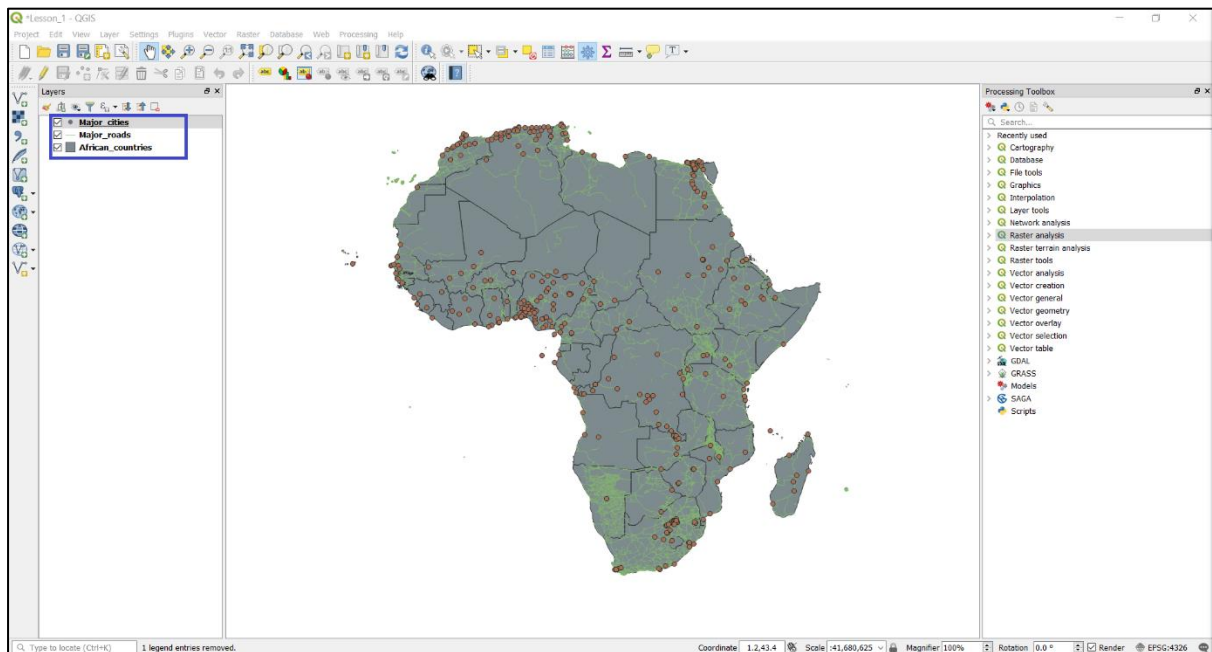 *Lesson_1 - QGIS
Project Edit View Layer Settings Plugins Vector Raster Database Web Processing Help
Layers
Major_cities
Major_roads
African_countries
Processing Toolbox
Search...
Recently used
Cartography
Database
File tools
Graphics
Interpolation
Layer tools
Network analysis
Raster analysis
Raster terrain analysis
Raster tools
Vector analysis
Vector creation
Vector general
Vector geometry
Vector overlay
Vector selection
Vector table
GDAL
GRASS
Models
SAGA
Scripts
Type to locate (Ctrl+K) 1 legend entries removed. Coordinate 1.2,43.4 Scale :41,680,625 Magnifier 100% Rotation 0.0 ° Render EPSG:4326